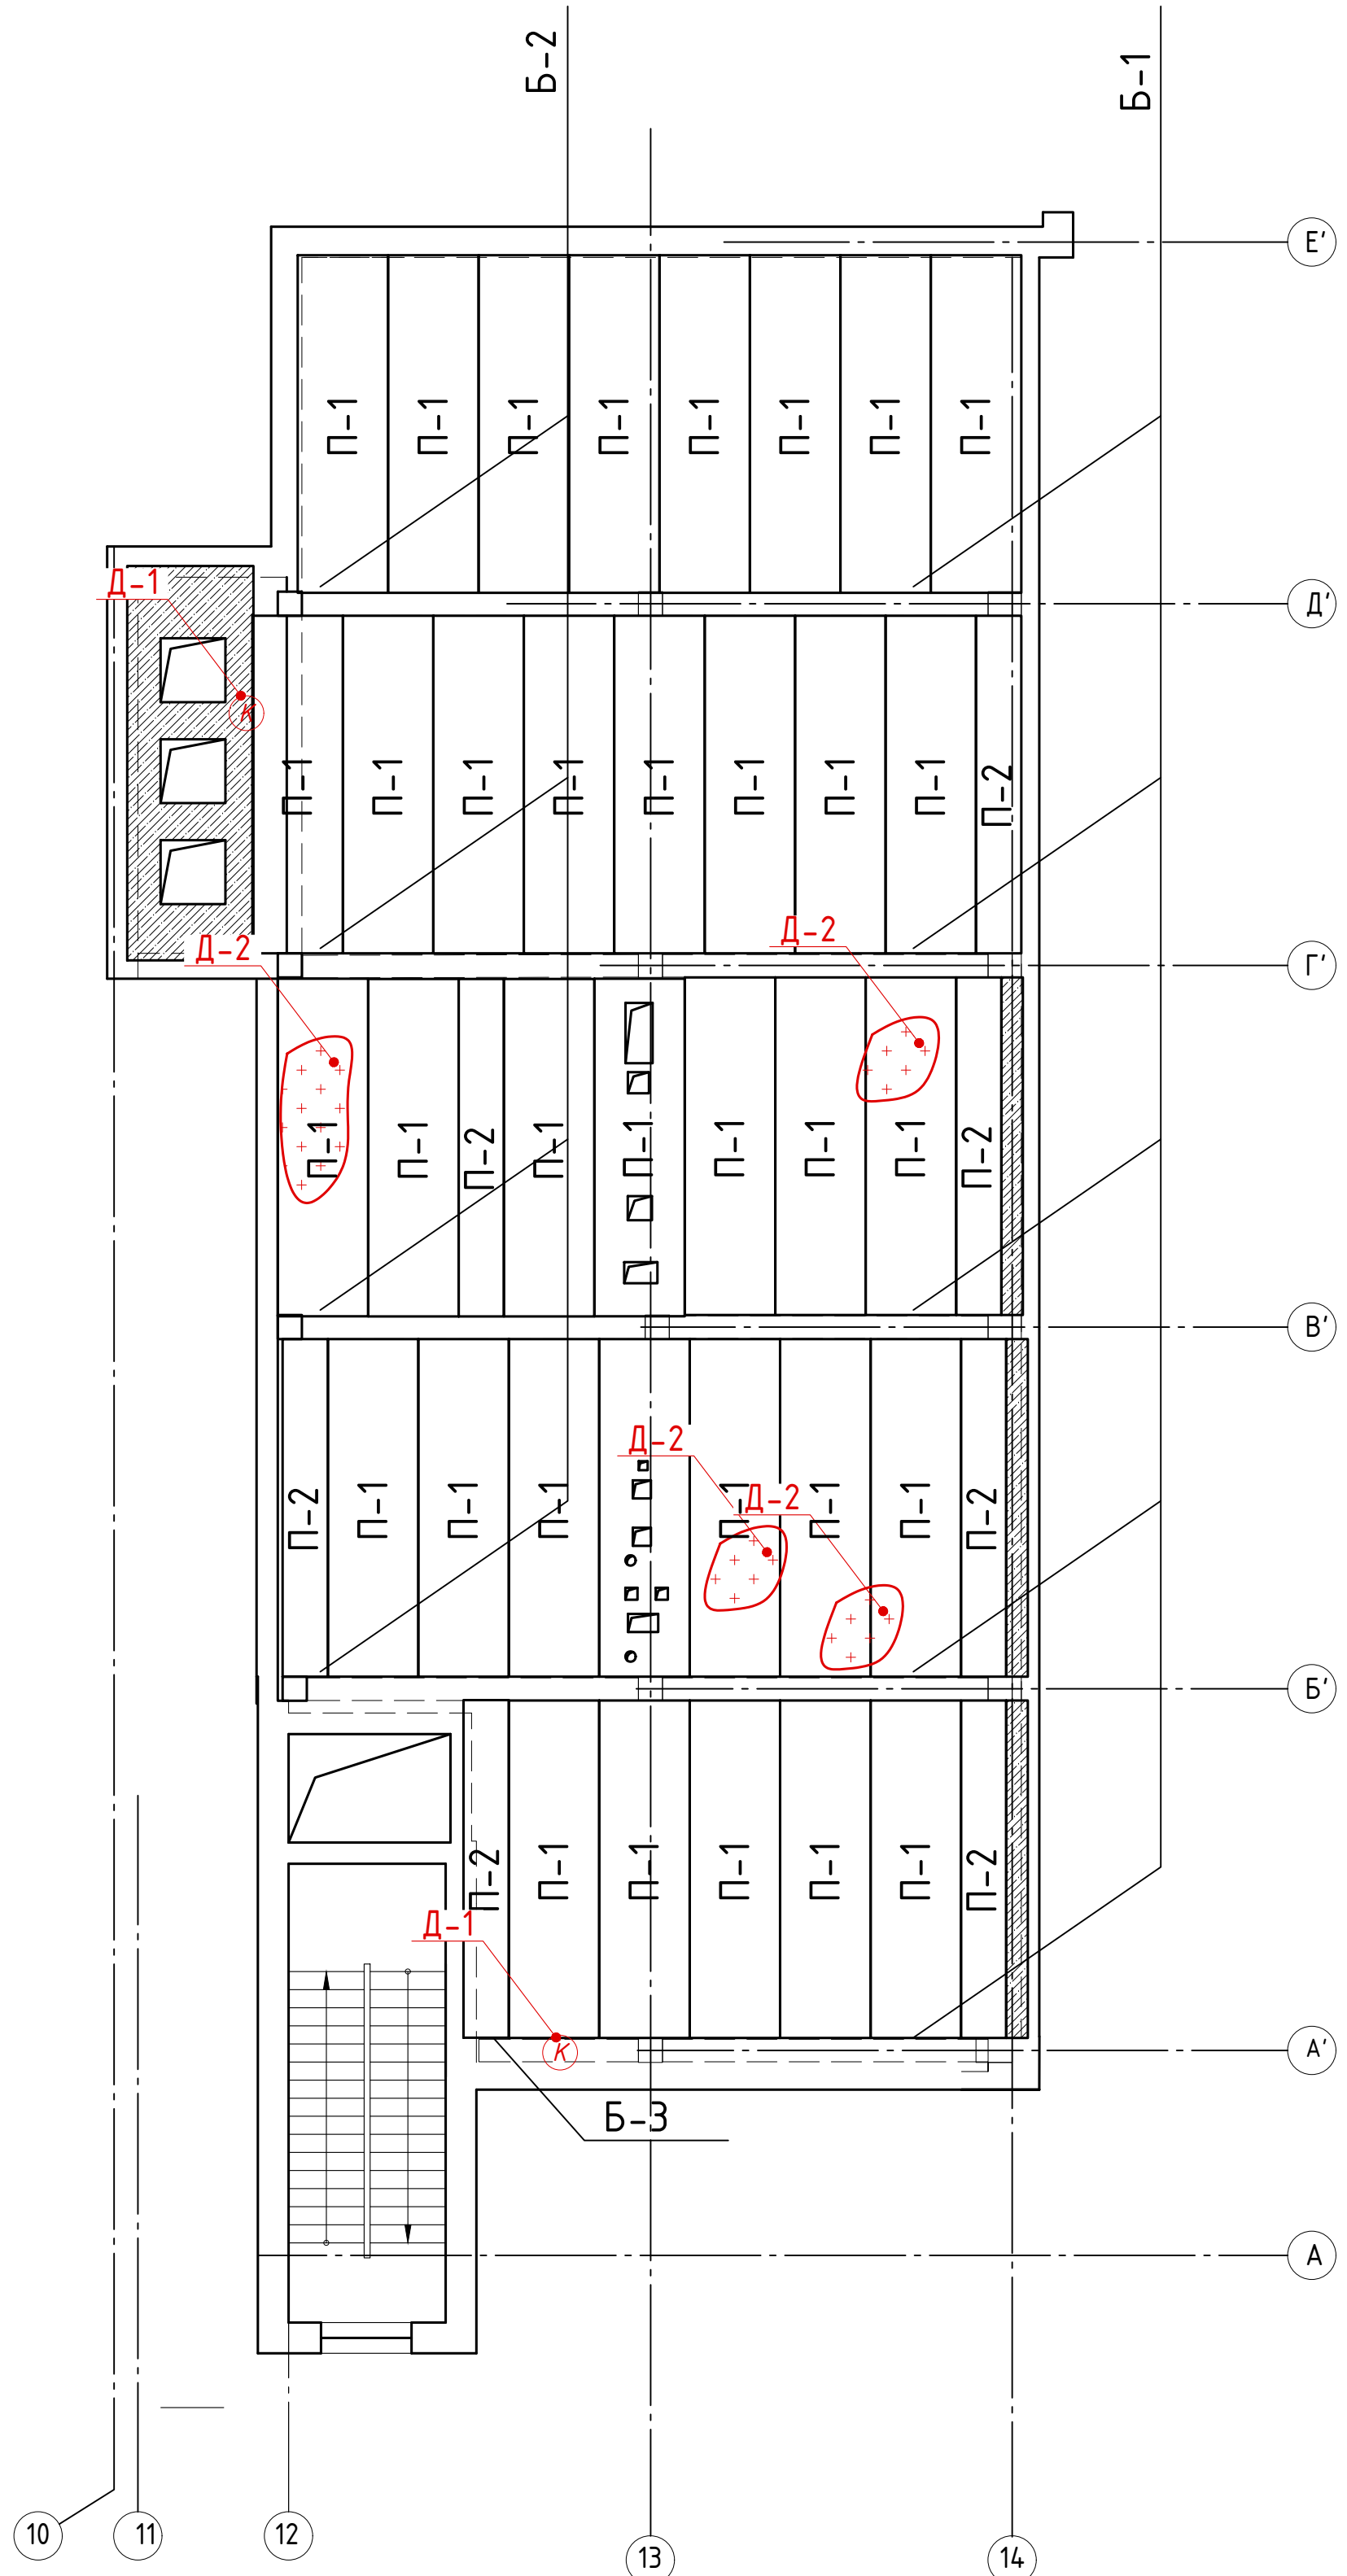 Б-2
Б-1
Е'
П-1 П-1 П-1 П-1 П-1 П-1 П-1 П-1
Д-1
Д'
К
П-1 П-1 П-1 П-1 П-1 П-1 П-1 П-1 П-2
Д-2 Д-2
Г'
П-1 П-1 П-2 П-1 П-1 П-1 П-1 П-1 П-2
В'
Д-2
Д-2
П-2 П-1 П-1 П-1 П-1 П-1 П-1 П-2
Б'
П-2 П-1 П-1 П-1 П-1 П-1 П-2
Д-1
К
А'
Б-3
А
10 11 12 13 14